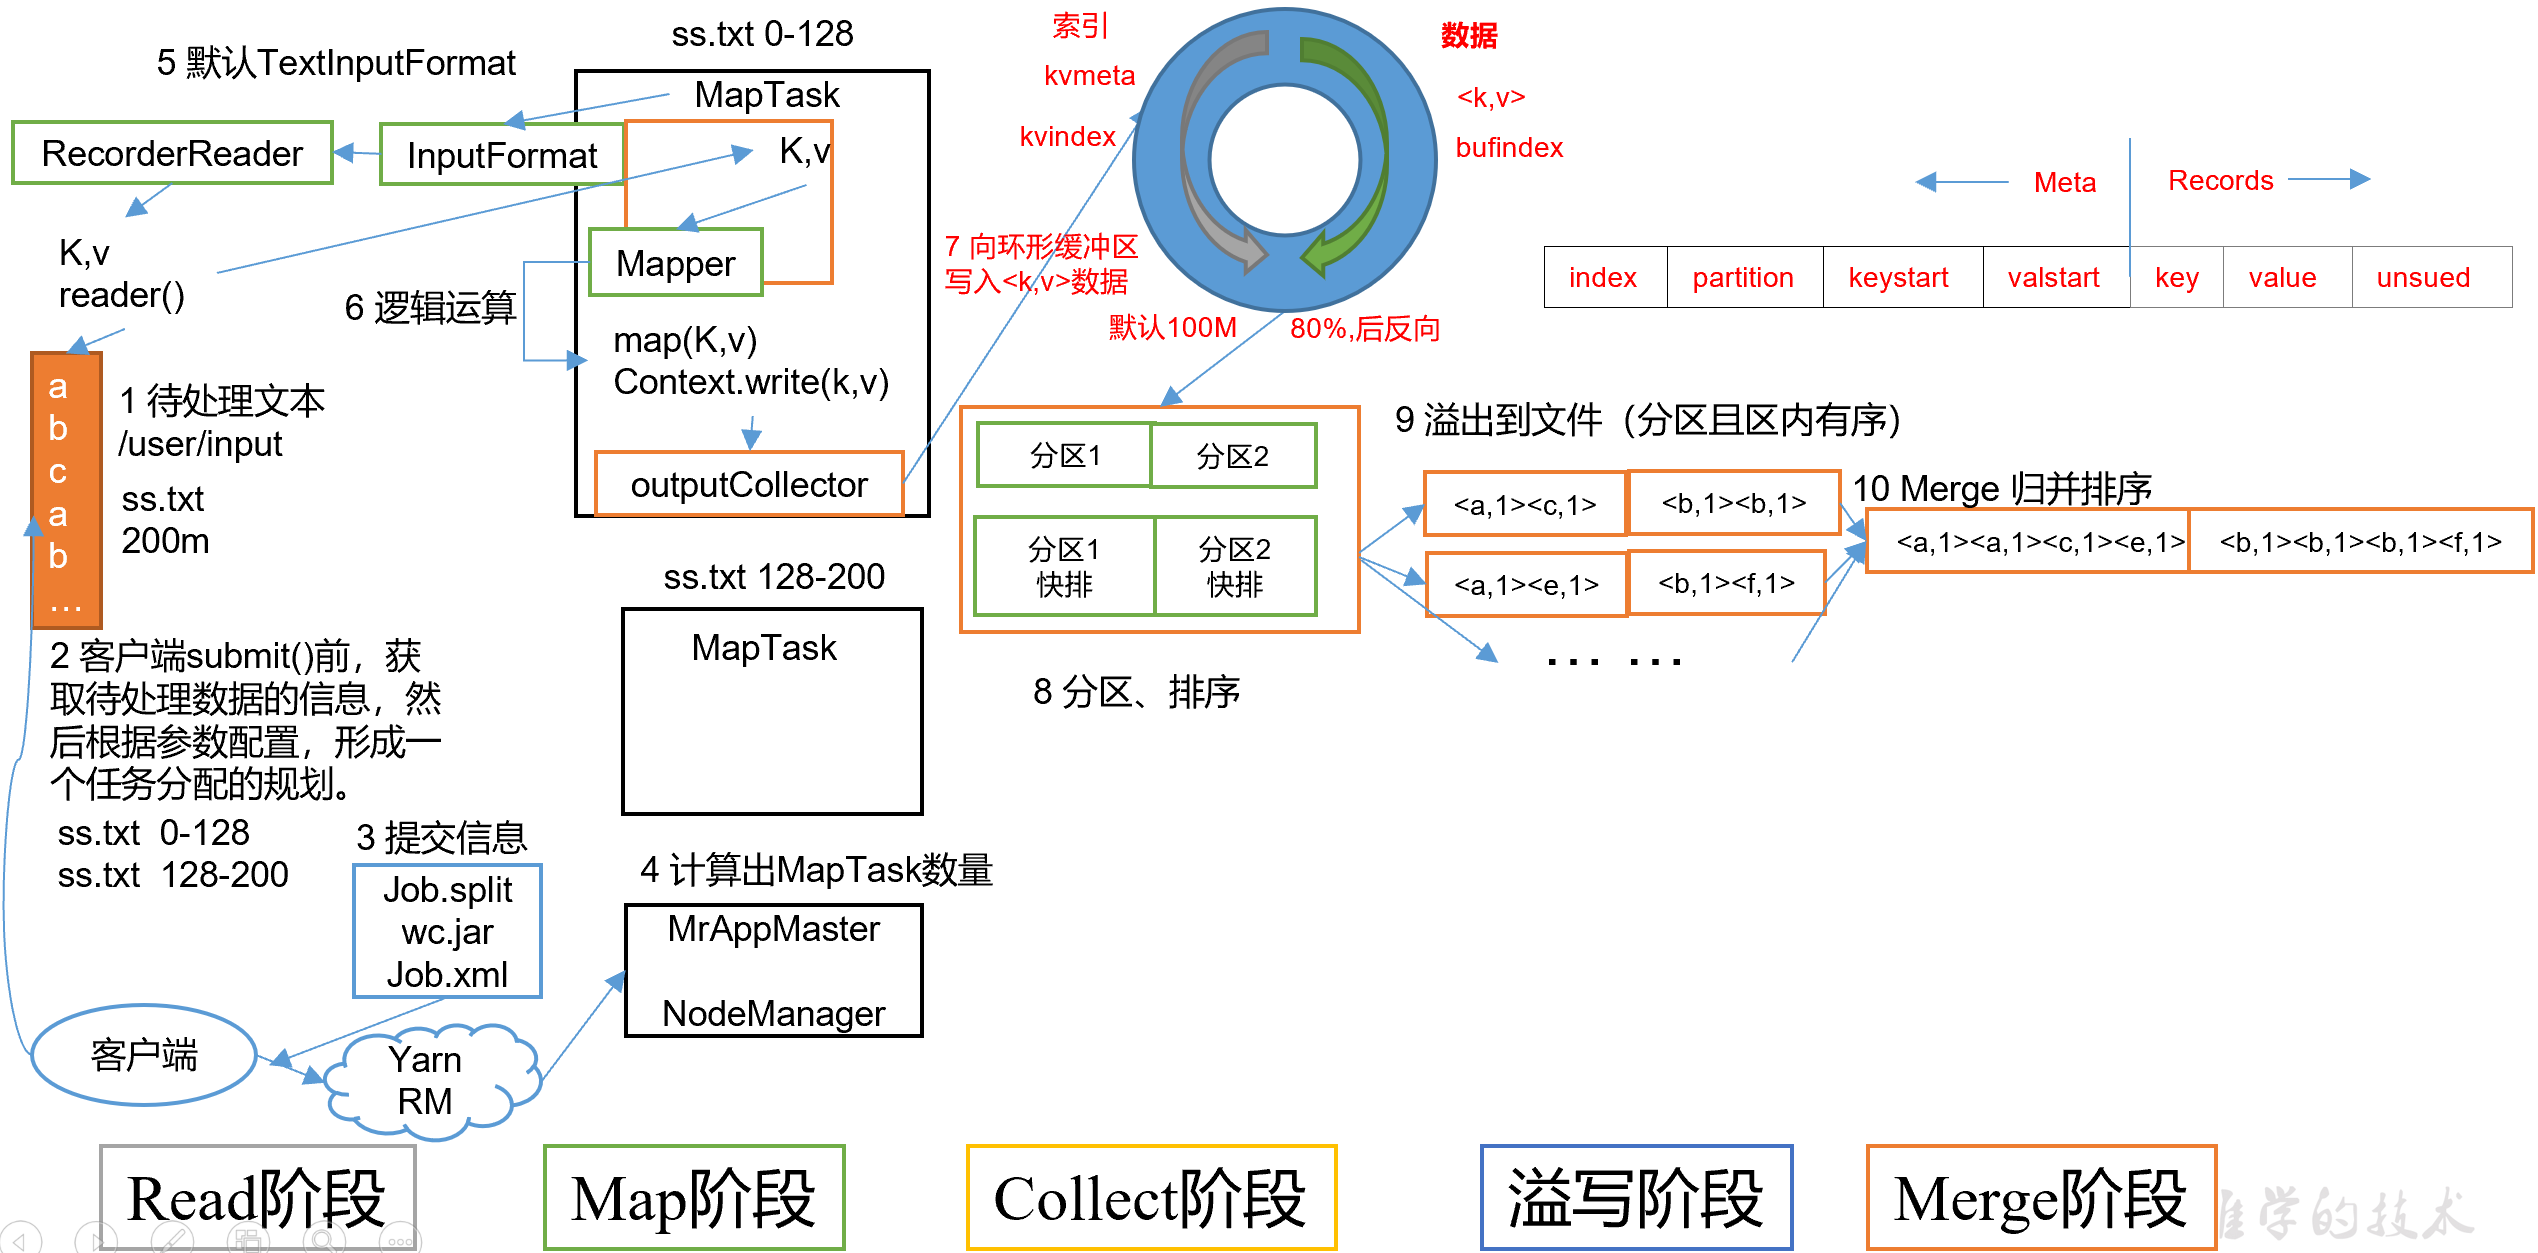 ss.txt 0-128
5 默认TextInputFormat
MapTask
RecorderReader
InputFormat
K,v
K,v
reader()
Mapper
6 逻辑运算
map(K,v)
Context.write(k,v)
outputCollector
a
b
c
a
b
...
1 待处理文本
/user/input
ss.txt
200m
2 客户端submit()前，获
取待处理数据的信息，然
后根据参数配置，形成一
个任务分配的规划。
ss.txt 0-128
ss.txt 128-200
3 提交信息
Job.split
wc.jar
Job.xml
客户端
Yarn
RM
ss.txt 128-200
MapTask
4 计算出MapTask数量
MrAppMaster
NodeManager
索引
kvmeta
kvindex
数据
<k,v>
bufindex
7 向环形缓冲区
写入<k,v>数据
默认100M
80%,后反向
Meta
Records
index
partition
keystart
valstart
key
value
unsued
分区1
分区2
分区1
快排
分区2
快排
8 分区、排序
9 溢出到文件（分区且区内有序）
<a,1><c,1>
<b,1><b,1>
<a,1><e,1>
<b,1><f,1>
... ...
10 Merge 归并排序
<a,1><a,1><c,1><e,1>
<b,1><b,1><b,1><f,1>
Read阶段
Map阶段
Collect阶段
溢写阶段
Merge阶段
学的技术